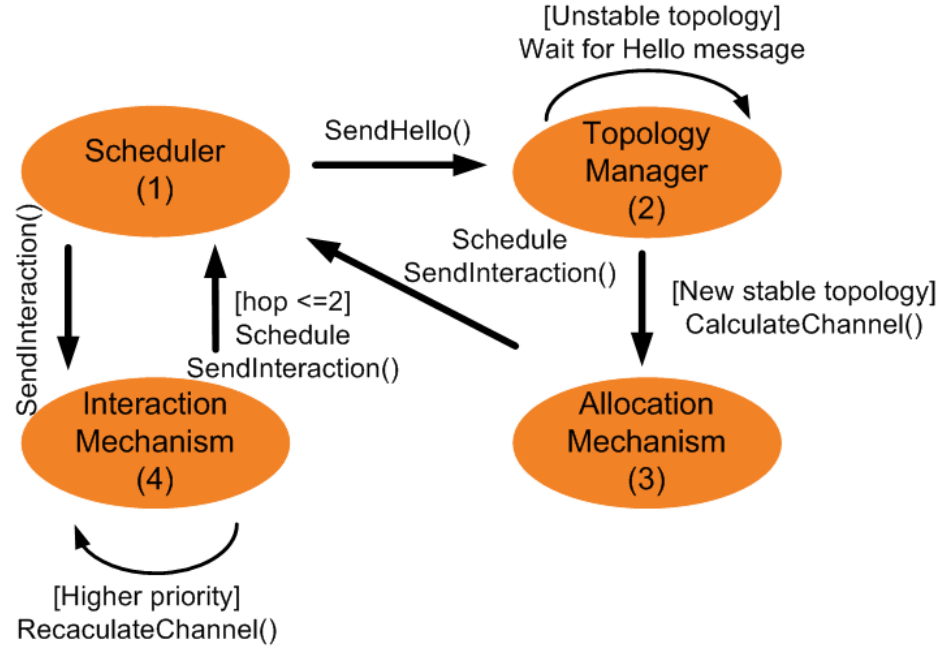 [Unstable topology]
Wait for Hello message
Scheduler
(1)
SendHello()
Topology
Manager
(2)
SendInteraction()
[hop <=2]
Schedule
SendInteraction()
Schedule
SendInteraction()
[New stable topology]
CalculateChannel()
Interaction
Mechanism
(4)
Allocation
Mechanism
(3)
[Higher priority]
RecaculateChannel()